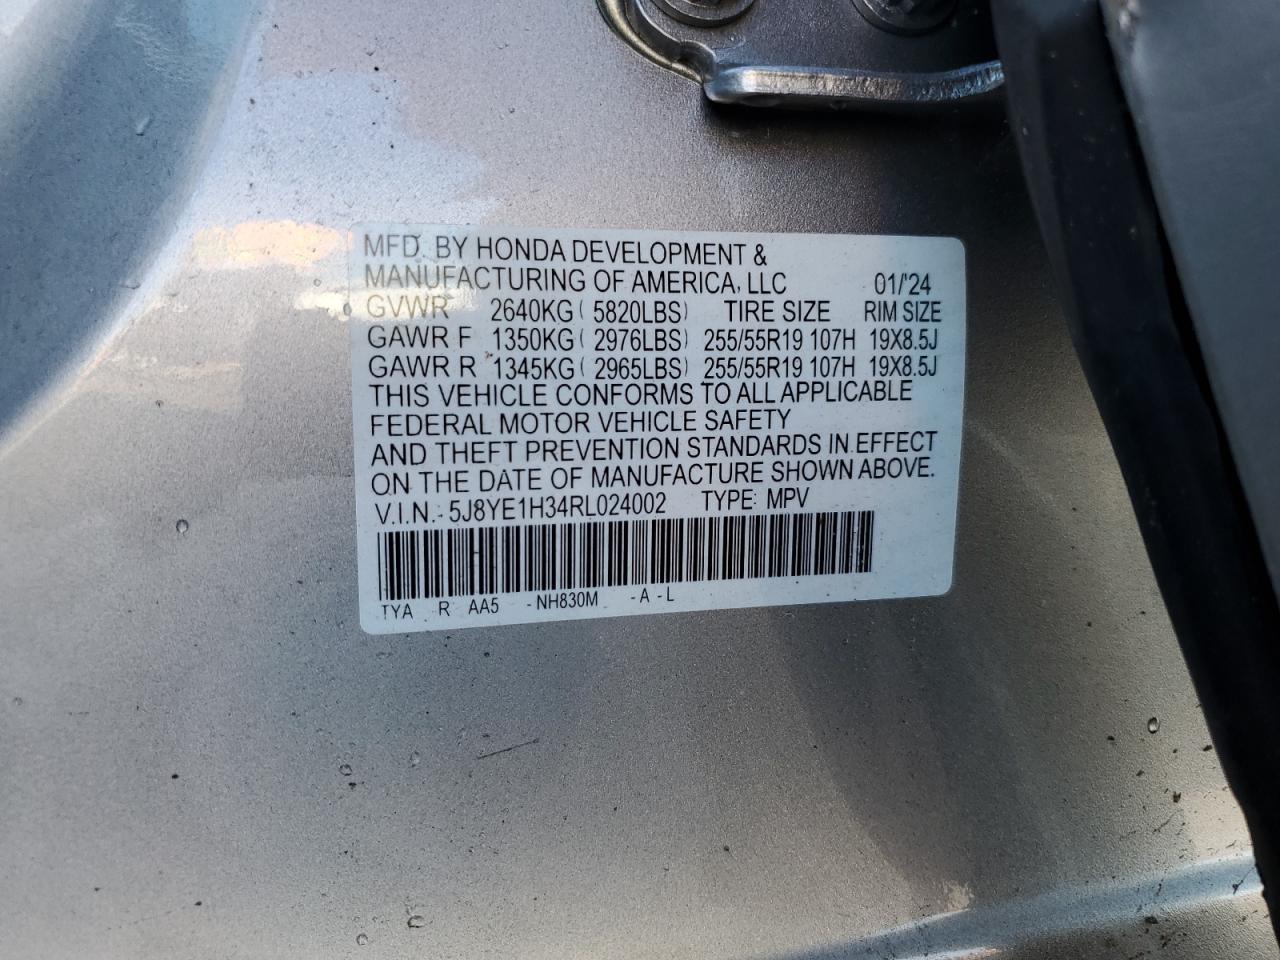 MFD. BY HONDA DEVELOPMENT &
MANUFACTURING OF AMERICA, LLC 01/'24
GVWR 2640KG ( 5820LBS) TIRE SIZE RIM SIZE
GAWR F 1350KG ( 2976LBS) 255/55R19 107H 19X8.5J
GAWR R 1345KG ( 2965LBS) 255/55R19 107H 19X8.5J
THIS VEHICLE CONFORMS TO ALL APPLICABLE
FEDERAL MOTOR VEHICLE SAFETY
AND THEFT PREVENTION STANDARDS IN EFFECT
ON THE DATE OF MANUFACTURE SHOWN ABOVE.
V.I.N.- 5J8YE1H34RL024002 TYPE: MPV
TYA R AA5 -NH830M -A -L